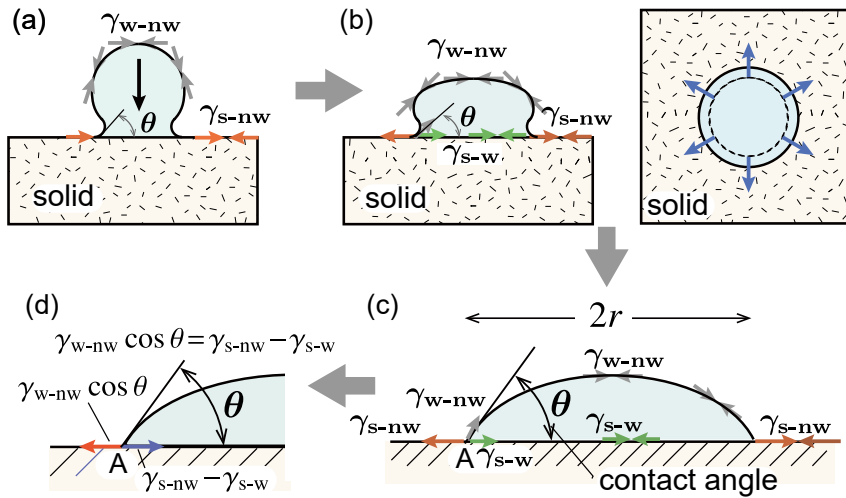 (a)
γw-nw
θ
γs-nw
solid
(b)
γw-nw
θ
γs-nw
γs-w
solid
solid
(d)
γw-nw cos θ = γs-nw − γs-w
γw-nw cos θ
θ
A
γs-nw − γs-w
(c)
2r
γw-nw
γw-nw
θ
γs-nw
γs-w
γs-nw
A
γs-w
contact angle